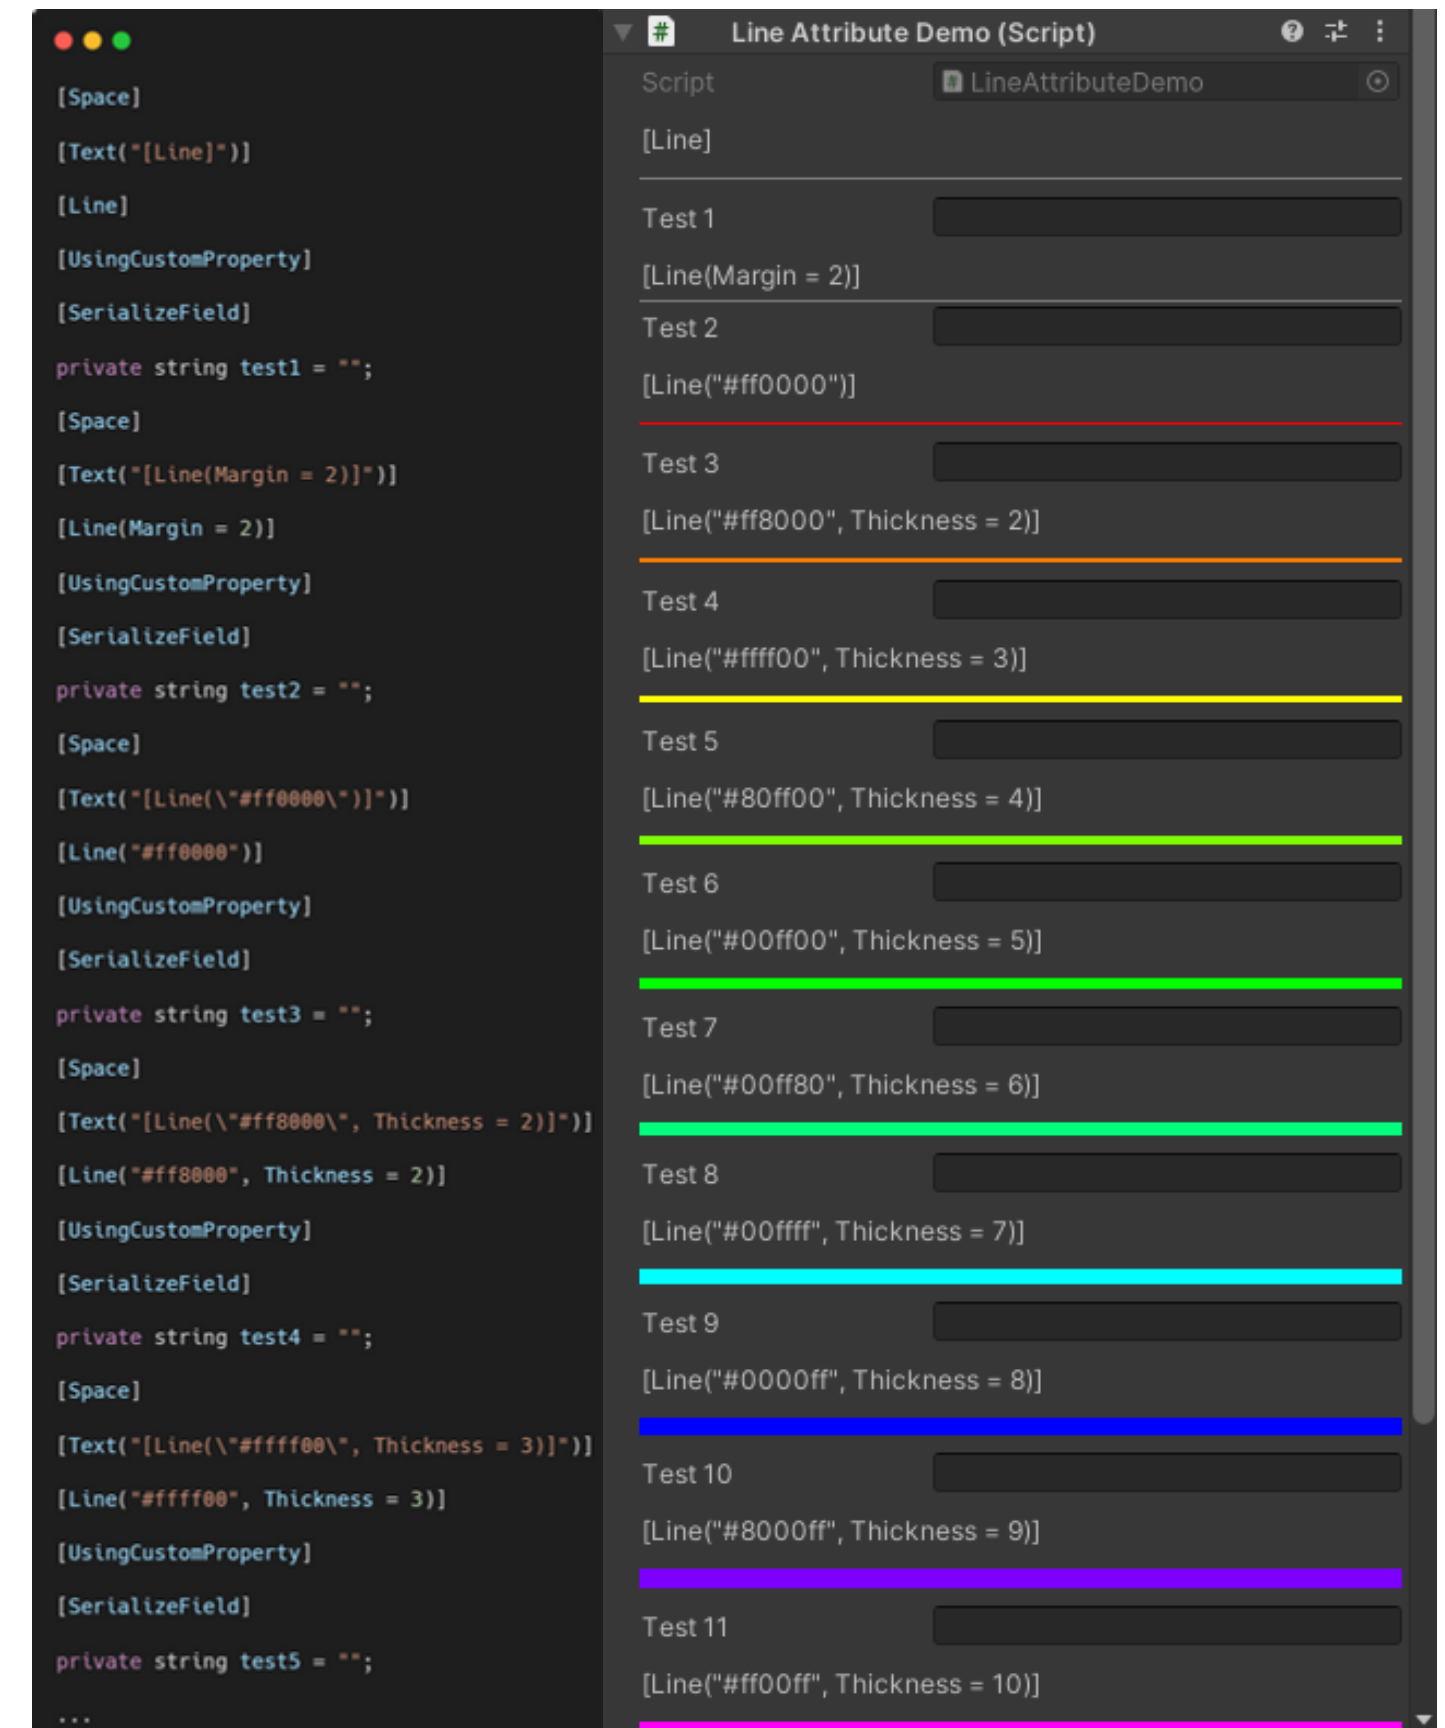 [Space]
[Text("[Line]")]
[Line]
[UsingCustomProperty]
[SerializeField]
private string test1 = "";
[Space]
[Text("[Line(Margin = 2)]")]
[Line(Margin = 2)]
[UsingCustomProperty]
[SerializeField]
private string test2 = "";
[Space]
[Text("[Line(\"#ff0000\")]")]
[Line("#ff0000")]
[UsingCustomProperty]
[SerializeField]
private string test3 = "";
[Space]
[Text("[Line(\"#ff8000\", Thickness = 2)]")]
[Line("#ff8000", Thickness = 2)]
[UsingCustomProperty]
[SerializeField]
private string test4 = "";
[Space]
[Text("[Line(\"#ffff00\", Thickness = 3)]")]
[Line("#ffff00", Thickness = 3)]
[UsingCustomProperty]
[SerializeField]
private string test5 = "";
...
# Line Attribute Demo (Script)
Script # LineAttributeDemo
[Line]
Test 1
[Line(Margin = 2)]
Test 2
[Line("#ff0000")]
Test 3
[Line("#ff8000", Thickness = 2)]
Test 4
[Line("#ffff00", Thickness = 3)]
Test 5
[Line("#80ff00", Thickness = 4)]
Test 6
[Line("#00ff00", Thickness = 5)]
Test 7
[Line("#00ff80", Thickness = 6)]
Test 8
[Line("#00ffff", Thickness = 7)]
Test 9
[Line("#0000ff", Thickness = 8)]
Test 10
[Line("#8000ff", Thickness = 9)]
Test 11
[Line("#ff00ff", Thickness = 10)]